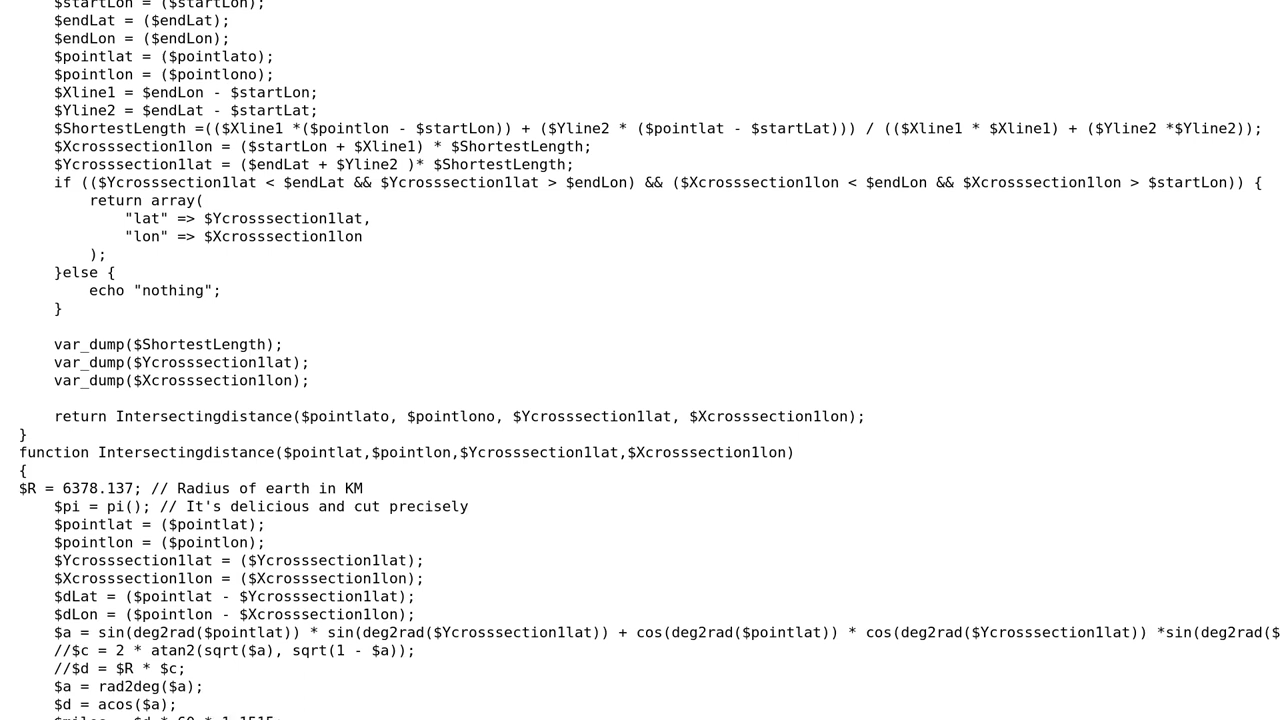 $startLon = ($startLon);
$endLat = ($endLat);
$endLon = ($endLon);
$pointlat = ($pointlato);
$pointlon = ($pointlono);
$Xline1 = $endLon - $startLon;
$Yline2 = $endLat - $startLat;
$ShortestLength =(($Xline1 *($pointlon - $startLon)) + ($Yline2 * ($pointlat - $startLat))) / (($Xline1 * $Xline1) + ($Yline2 *$Yline2));
$Xcrosssection1lon = ($startLon + $Xline1) * $ShortestLength;
$Ycrosssection1lat = ($endLat + $Yline2 )* $ShortestLength;
if (($Ycrosssection1lat < $endLat && $Ycrosssection1lat > $endLon) && ($Xcrosssection1lon < $endLon && $Xcrosssection1lon > $startLon)) {
return array(
"lat" => $Ycrosssection1lat,
"lon" => $Xcrosssection1lon
);
}else {
echo "nothing";
}
var_dump($ShortestLength);
var_dump($Ycrosssection1lat);
var_dump($Xcrosssection1lon);
return Intersectingdistance($pointlato, $pointlono, $Ycrosssection1lat, $Xcrosssection1lon);
}
function Intersectingdistance($pointlat,$pointlon,$Ycrosssection1lat,$Xcrosssection1lon)
{
$R = 6378.137; // Radius of earth in KM
$pi = pi(); // It's delicious and cut precisely
$pointlat = ($pointlat);
$pointlon = ($pointlon);
$Ycrosssection1lat = ($Ycrosssection1lat);
$Xcrosssection1lon = ($Xcrosssection1lon);
$dLat = ($pointlat - $Ycrosssection1lat);
$dLon = ($pointlon - $Xcrosssection1lon);
$a = sin(deg2rad($pointlat)) * sin(deg2rad($Ycrosssection1lat)) + cos(deg2rad($pointlat)) * cos(deg2rad($Ycrosssection1lat)) *sin(deg2rad($
//$c = 2 * atan2(sqrt($a), sqrt(1 - $a));
//$d = $R * $c;
$a = rad2deg($a);
$d = acos($a);
$miles = $d * 60 * 1.1515;